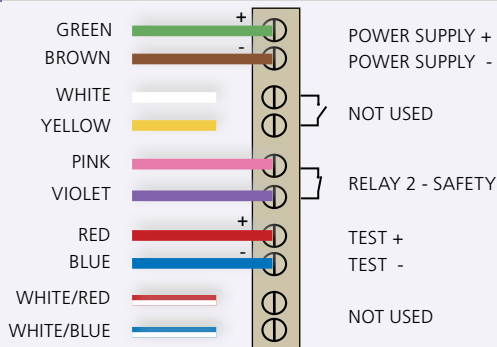 GREEN + POWER SUPPLY +
BROWN - POWER SUPPLY -
WHITE
YELLOW
NOT USED
PINK
VIOLET
RELAY 2 - SAFETY
RED + TEST +
BLUE - TEST -
WHITE/RED
WHITE/BLUE
NOT USED